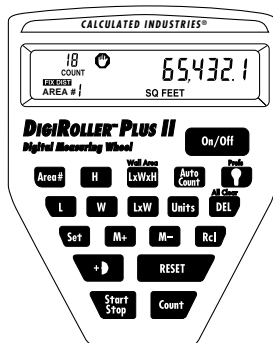 CALCULATED INDUSTRIES®
18 65,432.1
COUNT
FIX DIST
AREA #1 SQ FEET
DIGIROLLER™ PLUS II
Digital Measuring Wheel
On/Off
Wall Area Prefs
Area# H LxWxH Auto Count
All Clear
L W LxW Units DEL
Set M+ M– Rcl
+ RESET
Start Stop Count